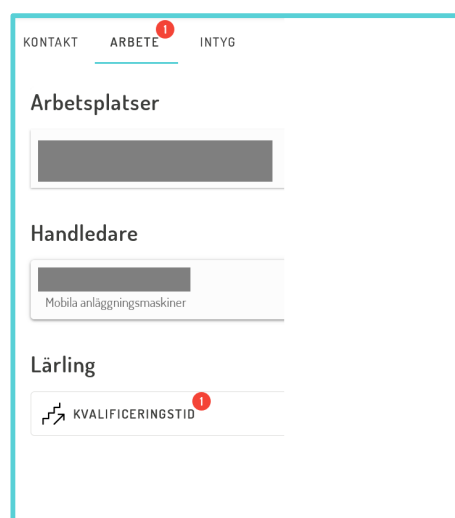 KONTAKT ARBETE 1 INTYG
Arbetsplatser
Handledare
Mobila anläggningsmaskiner
Lärling
KVALIFICERINGSTID 1